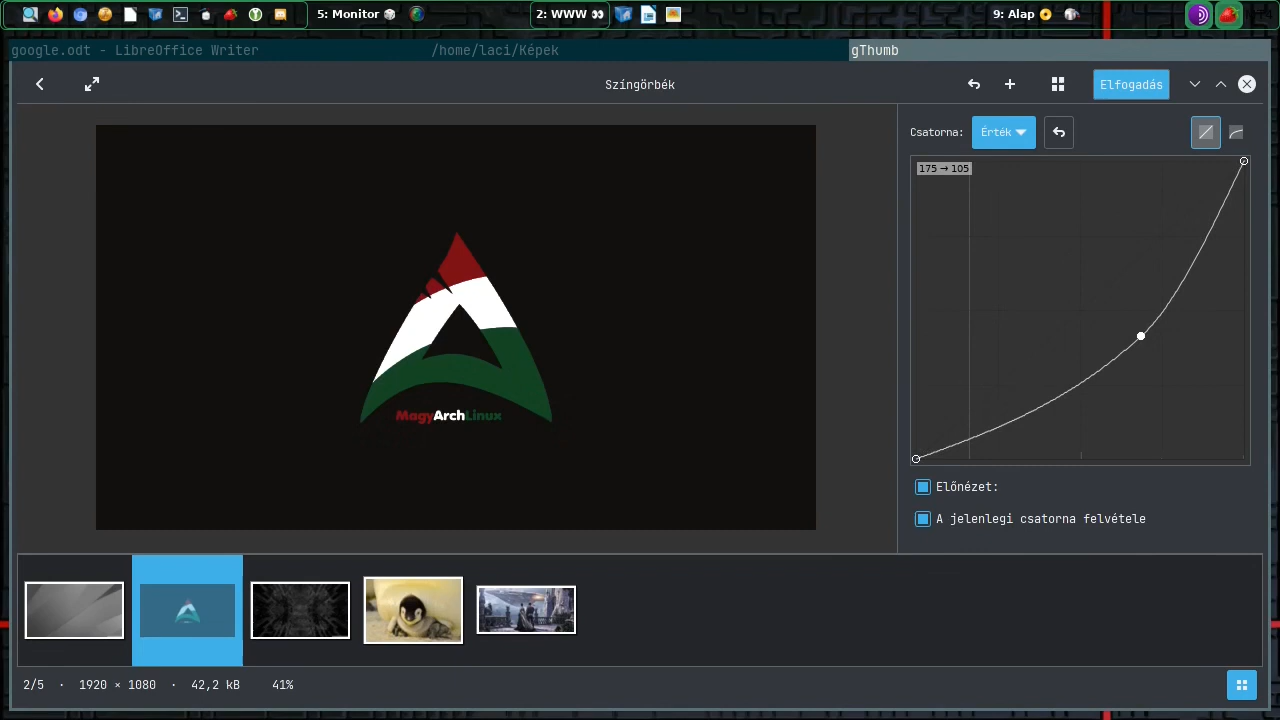 5: Monitor
2: WWW
9: Alap
google.odt - LibreOffice Writer
/home/laci/Képek
gThumb
Színgörbék
Elfogadás
Csatorna:
Érték
175 → 105
MagyArchLinux
Előnézet:
A jelenlegi csatorna felvétele
2/5 · 1920 × 1080 · 42,2 kB 41%